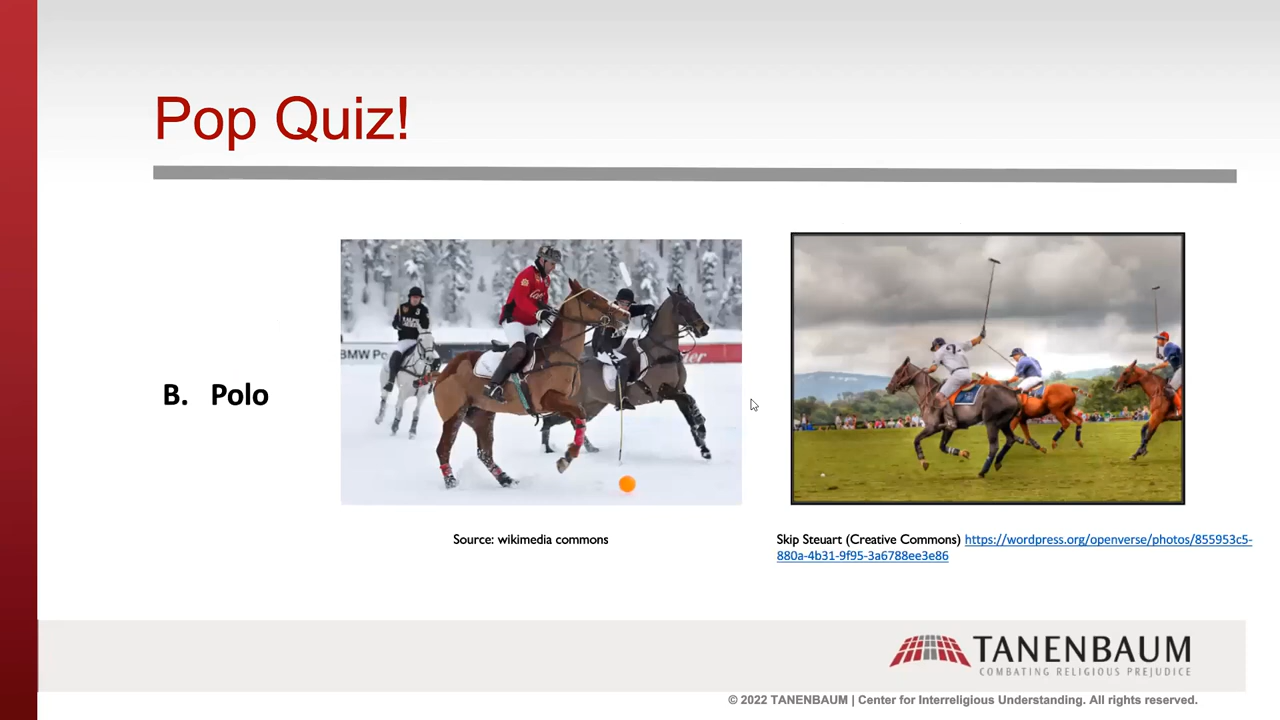 Pop Quiz!
B. Polo
BMW Po
Source: wikimedia commons
Skip Steuart (Creative Commons) https://wordpress.org/openverse/photos/855953c5-
880a-4b31-9f95-3a6788ee3e86
TANENBAUM
COMBATING RELIGIOUS PREJUDICE
© 2022 TANENBAUM | Center for Interreligious Understanding. All rights reserved.